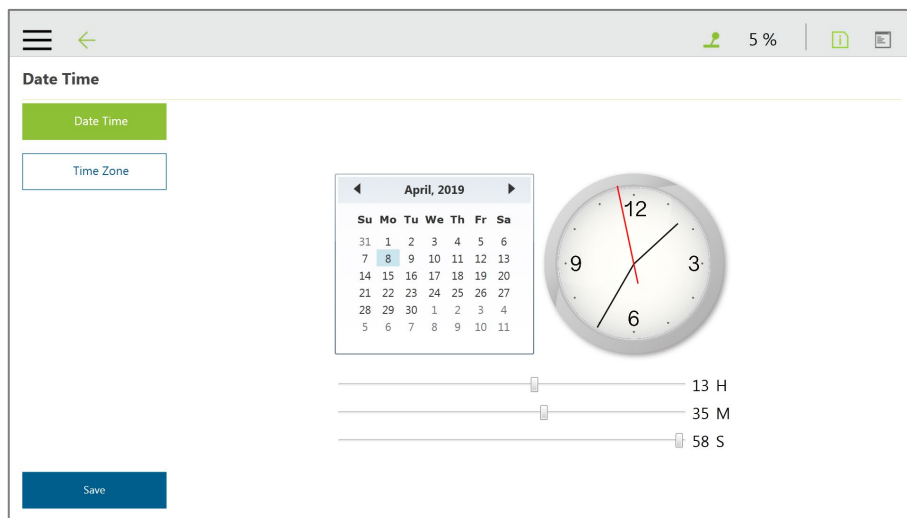 5 %
Date Time
Date Time
Time Zone
April, 2019
Su Mo Tu We Th Fr Sa
31 1 2 3 4 5 6
7 8 9 10 11 12 13
14 15 16 17 18 19 20
21 22 23 24 25 26 27
28 29 30 1 2 3 4
5 6 7 8 9 10 11
12
9 3
6
13 H
35 M
58 S
Save